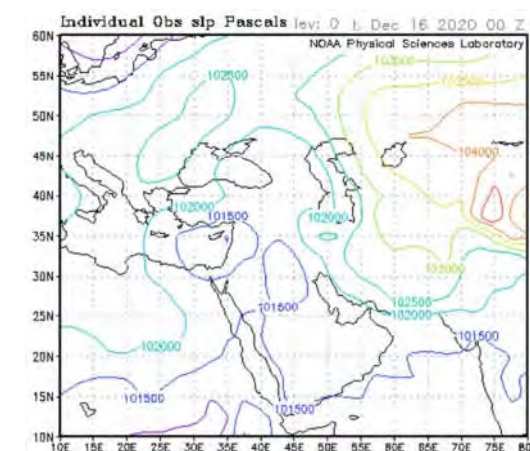 Individual Obs slp Pascals lev: 0 t: Dec 16 2020 00 Z
NOAA Physical Sciences Laboratory
60N
55N
50N
45N
40N
35N
30N
25N
20N
15N
10N
102500
103000
104000
102000
101500
102000
103000
101500
102500
102000
101500
102000
101500
101500
10E 15E 20E 25E 30E 35E 40E 45E 50E 55E 60E 65E 70E 75E